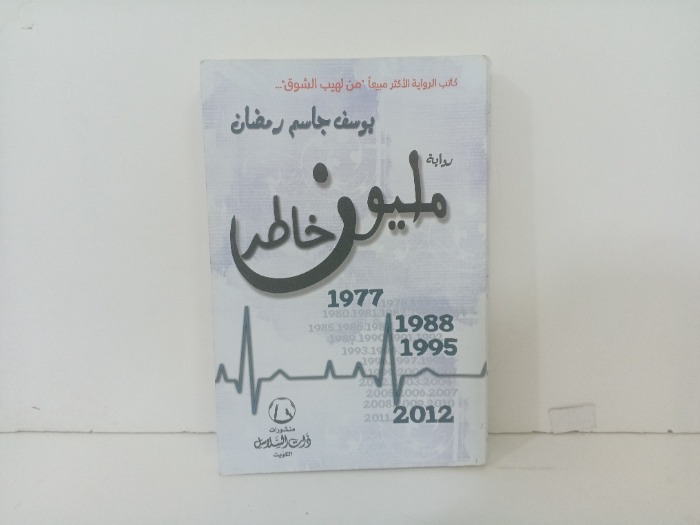 كاتب الرواية الأكثر مبيعاً "من لهيب الشوق"...
يوسف جاسم رمضان
رواية
مليون خاطر
1977
1988
1995
2012
منشورات
ذات السلاسل
الكويت